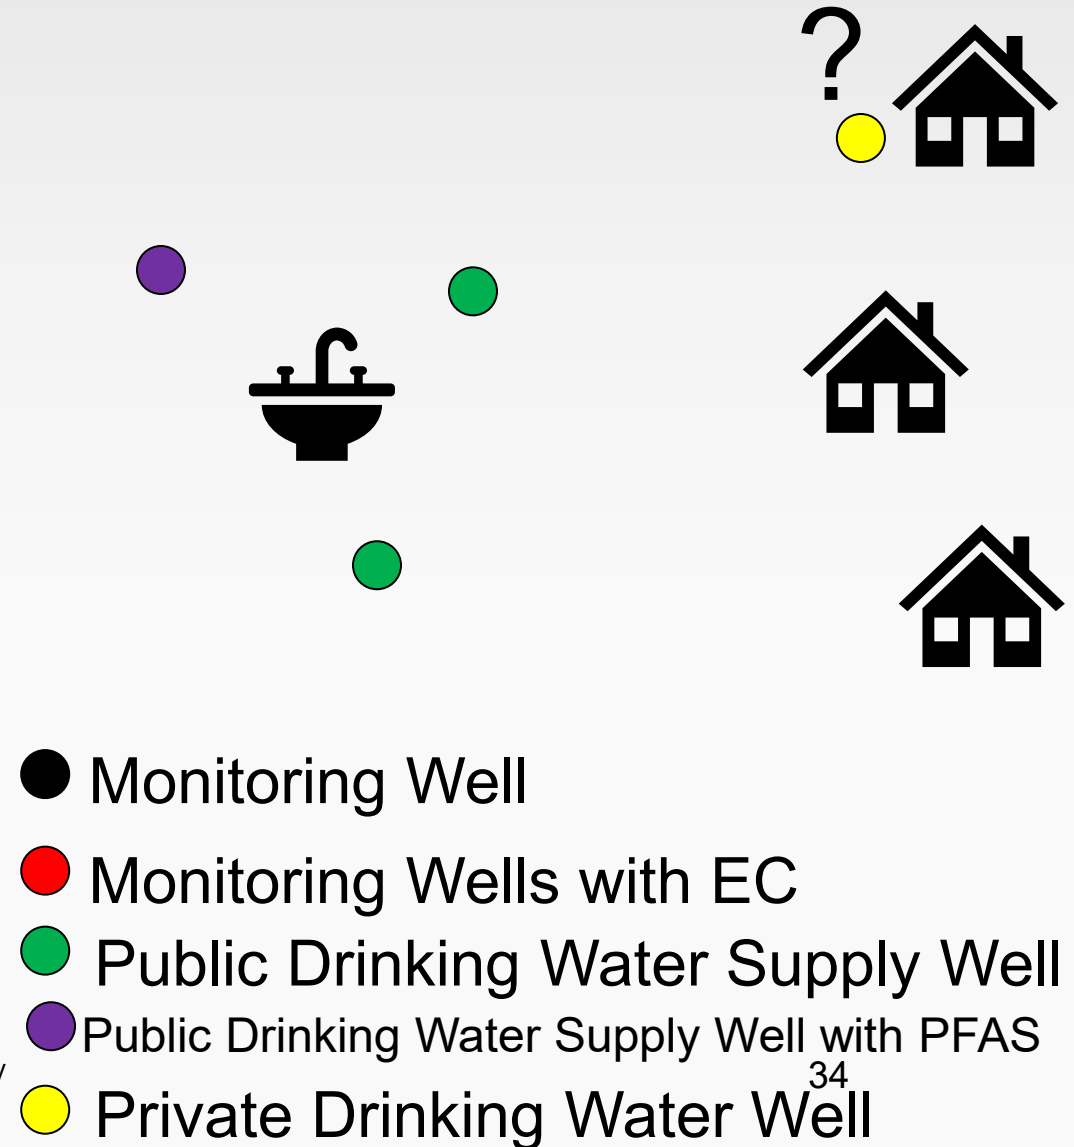 ?
Monitoring Well
Monitoring Wells with EC
Public Drinking Water Supply Well
Public Drinking Water Supply Well with PFAS
34
Private Drinking Water Well